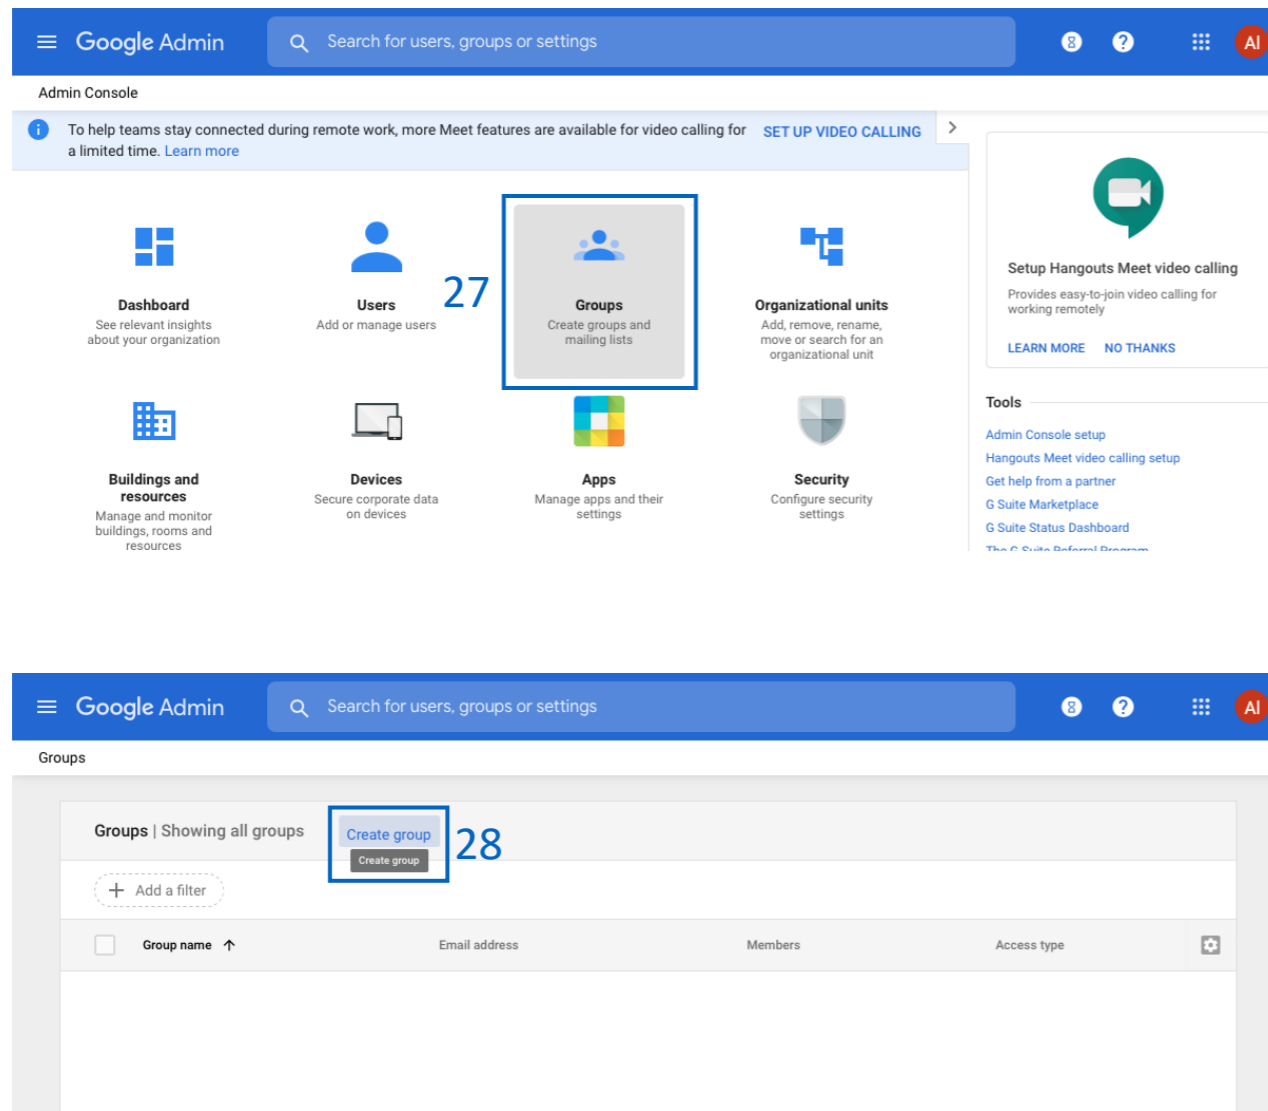 Google Admin
Search for users, groups or settings
8
?
AI
Admin Console
i
To help teams stay connected during remote work, more Meet features are available for video calling for
a limited time. Learn more
SET UP VIDEO CALLING
Dashboard
See relevant insights
about your organization
Users
Add or manage users
27
Groups
Create groups and
mailing lists
Organizational units
Add, remove, rename,
move or search for an
organizational unit
Buildings and
resources
Manage and monitor
buildings, rooms and
resources
Devices
Secure corporate data
on devices
Apps
Manage apps and their
settings
Security
Configure security
settings
Setup Hangouts Meet video calling
Provides easy-to-join video calling for
working remotely
LEARN MORE NO THANKS
Tools
Admin Console setup
Hangouts Meet video calling setup
Get help from a partner
G Suite Marketplace
G Suite Status Dashboard
The G Suite Referral Program
Google Admin
Search for users, groups or settings
8
?
AI
Groups
Groups | Showing all groups
Create group
Create group
28
+ Add a filter
Group name ↑
Email address
Members
Access type